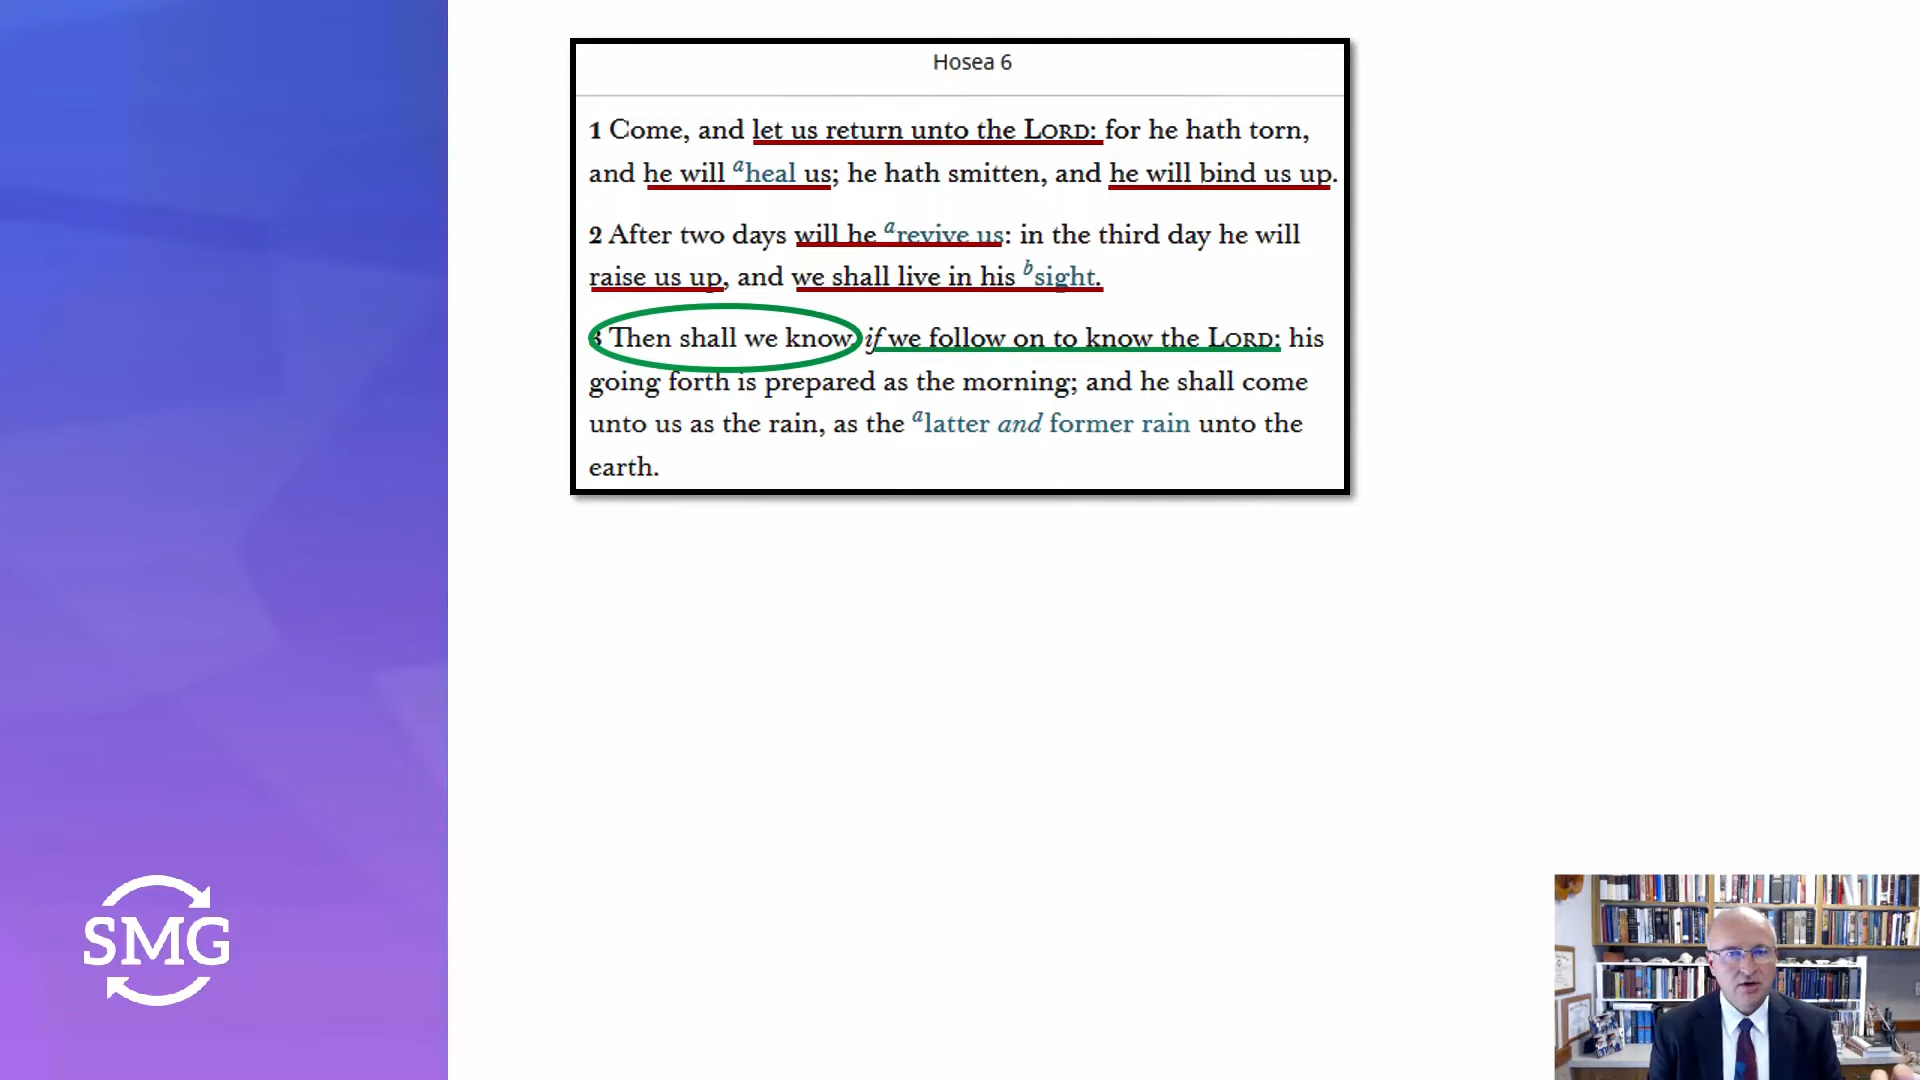 Hosea 6
1 Come, and let us return unto the LORD: for he hath torn,
and he will aheal us; he hath smitten, and he will bind us up.
2 After two days will he arevive us: in the third day he will
raise us up, and we shall live in his bsight.
3 Then shall we know if we follow on to know the LORD: his
going forth is prepared as the morning; and he shall come
unto us as the rain, as the alatter and former rain unto the
earth.
SMG